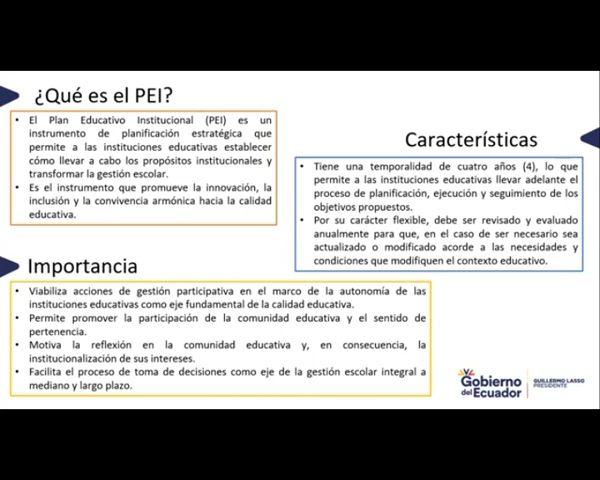 ¿Qué es el PEI?
• El Plan Educativo Institucional (PEI) es un
instrumento de planificación estratégica que
permite a las instituciones educativas establecer
cómo llevar a cabo los propósitos institucionales y
transformar la gestión escolar.
• Es el instrumento que promueve la innovación, la
inclusión y la convivencia armónica hacia la calidad
educativa.
Características
• Tiene una temporalidad de cuatro años (4), lo que
permite a las instituciones educativas llevar adelante el
proceso de planificación, ejecución y seguimiento de los
objetivos propuestos.
• Por su carácter flexible, debe ser revisado y evaluado
anualmente para que, en el caso de ser necesario sea
actualizado o modificado acorde a las necesidades y
condiciones que modifiquen el contexto educativo.
Importancia
• Viabiliza acciones de gestión participativa en el marco de la autonomía de las
instituciones educativas como eje fundamental de la calidad educativa.
• Permite promover la participación de la comunidad educativa y el sentido de
pertenencia.
• Motiva la reflexión en la comunidad educativa y, en consecuencia, la
institucionalización de sus intereses.
• Facilita el proceso de toma de decisiones como eje de la gestión escolar integral a
mediano y largo plazo.
Gobierno
del Ecuador
GUILLERMO LASSO
PRESIDENTE